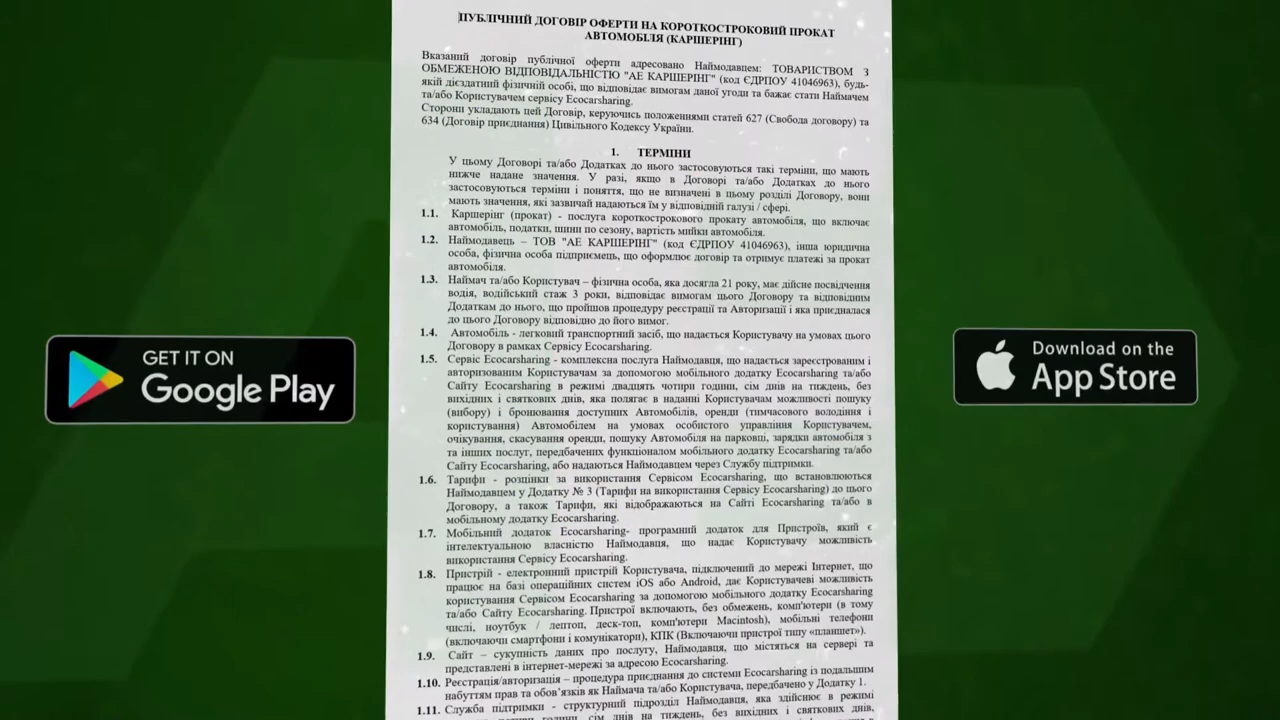 ПУБЛІЧНИЙ ДОГОВІР ОФЕРТИ НА КОРОТКОСТРОКОВИЙ ПРОКАТ
АВТОМОБІЛЯ (КАРШЕРІНГ)
Вказаний договір публічної оферти адресовано Наймодавцем: ТОВАРИСТВОМ З
ОБМЕЖЕНОЮ ВІДПОВІДАЛЬНІСТЮ "АЕ КАРШЕРІНГ" (код ЄДРПОУ 41046963), будь-
якій дієздатний фізичній особі, що відповідає вимогам даної угоди та бажає стати Наймачем
та/або Користувачем сервісу Ecocarsharing.
Сторони укладають цей Договір, керуючись положеннями статей 627 (Свобода договору) та
634 (Договір приєднання) Цивільного Кодексу України.
1. ТЕРМІНИ
У цьому Договорі та/або Додатках до нього застосовуються такі терміни, що мають
нижче надане значення. У разі, якщо в Договорі та/або Додатках до нього
застосовуються терміни і поняття, що не визначені в цьому розділі Договору, вони
мають значення, які зазвичай надаються їм у відповідній галузі / сфері.
1.1. Каршерінг (прокат) - послуга короткострокового прокату автомобіля, що включає
автомобіль, податки, шини по сезону, вартість мийки автомобіля.
1.2. Наймодавець – ТОВ "АЕ КАРШЕРІНГ" (код ЄДРПОУ 41046963), інша юридична
особа, фізична особа підприємець, що оформлює договір та отримує платежі за прокат
автомобіля.
1.3. Наймач та/або Користувач – фізична особа, яка досягла 21 року, має дійсне посвідчення
водія, водійський стаж 3 роки, відповідає вимогам цього Договору та відповідним
Додаткам до нього, що пройшов процедуру реєстрації та Авторизації і яка приєдналася
до цього Договору відповідно до його вимог.
1.4. Автомобіль - легковий транспортний засіб, що надається Користувачу на умовах цього
Договору в рамках Сервісу Ecocarsharing.
1.5. Сервіс Ecocarsharing - комплексна послуга Наймодавця, що надається зареєстрованим і
авторизованим Користувачам за допомогою мобільного додатку Ecocarsharing та/або
Сайту Ecocarsharing в режимі двадцять чотири години, сім днів на тиждень, без
вихідних і святкових днів, яка полягає в наданні Користувачам можливості пошуку
(вибору) і бронювання доступних Автомобілів, оренди (тимчасового володіння і
користування) Автомобілем на умовах особистого управління Користувачем,
очікування, скасування оренди, пошуку Автомобіля на парковці, зарядки автомобіля з
та інших послуг, передбачених функціоналом мобільного додатку Ecocarsharing та/або
Сайту Ecocarsharing, або надаються Наймодавцем через Службу підтримки.
1.6. Тарифи - розцінки за використання Сервісом Ecocarsharing, що встановлюються
Наймодавцем у Додатку № 3 (Тарифи на використання Сервісу Ecocarsharing) до цього
Договору, а також Тарифи, які відображаються на Сайті Ecocarsharing та/або в
мобільному додатку Ecocarsharing.
1.7. Мобільний додаток Ecocarsharing- програмний додаток для Пристроїв, який є
інтелектуальною власністю Наймодавця, що надає Користувачу можливість
використання Сервісу Ecocarsharing.
1.8. Пристрій - електронний пристрій Користувача, підключений до мережі Інтернет, що
працює на базі операційних систем iOS або Android, дає Користувачеві можливість
користування Сервісом Ecocarsharing за допомогою мобільного додатку Ecocarsharing
та/або Сайту Ecocarsharing. Пристрої включають, без обмежень, комп'ютери (в тому
числі, ноутбук / лептоп, деск-топ, комп'ютери Macintosh), мобільні телефони
(включаючи смартфони і комунікатори), КПК (Включаючи пристрої типу «планшет»).
1.9. Сайт – сукупність даних про послугу, Наймодавця, що містяться на сервері та
представлені в інтернет-мережі за адресою Ecocarsharing.
1.10. Реєстрація/авторизація – процедура приєднання до системи Ecocarsharing із подальшим
набуттям прав та обов'язків як Наймача та/або Користувача, передбачено у Додатку 1.
1.11. Служба підтримки - структурний підрозділ Наймодавця, яка здійснює в режимі
години, сім днів на тиждень, без вихідних і святкових днів,
GET IT ON
Google Play
Download on the
App Store